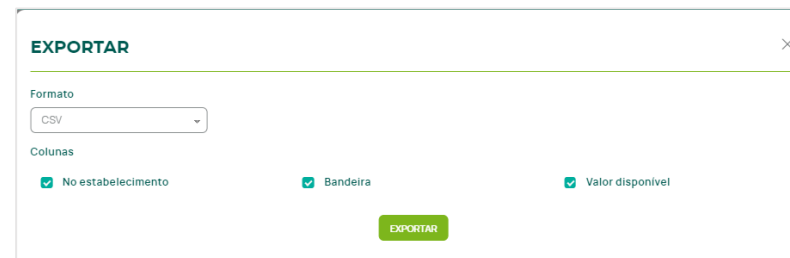 EXPORTAR
Formato
CSV
Colunas
No estabelecimento Bandeira Valor disponível
EXPORTAR